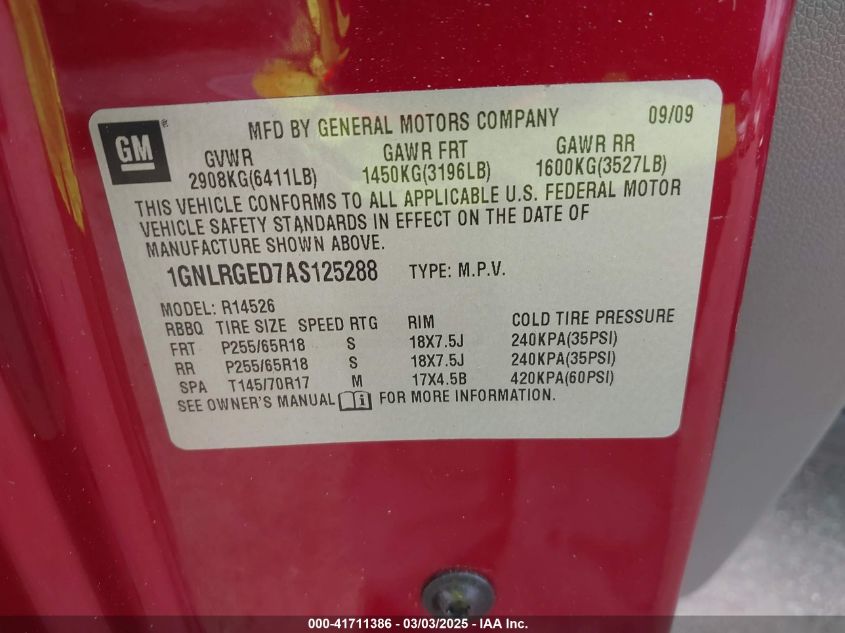 GM
MFD BY GENERAL MOTORS COMPANY 09/09
GVWR GAWR FRT GAWR RR
2908KG(6411LB) 1450KG(3196LB) 1600KG(3527LB)
THIS VEHICLE CONFORMS TO ALL APPLICABLE U.S. FEDERAL MOTOR
VEHICLE SAFETY STANDARDS IN EFFECT ON THE DATE OF
MANUFACTURE SHOWN ABOVE.
1GNLRGED7AS125288 TYPE: M.P.V.
MODEL: R14526
RBBQ TIRE SIZE SPEED RTG RIM COLD TIRE PRESSURE
FRT P255/65R18 S 18X7.5J 240KPA(35PSI)
RR P255/65R18 S 18X7.5J 240KPA(35PSI)
SPA T145/70R17 M 17X4.5B 420KPA(60PSI)
SEE OWNER'S MANUAL i FOR MORE INFORMATION.
000-41711386 - 03/03/2025 - IAA Inc.